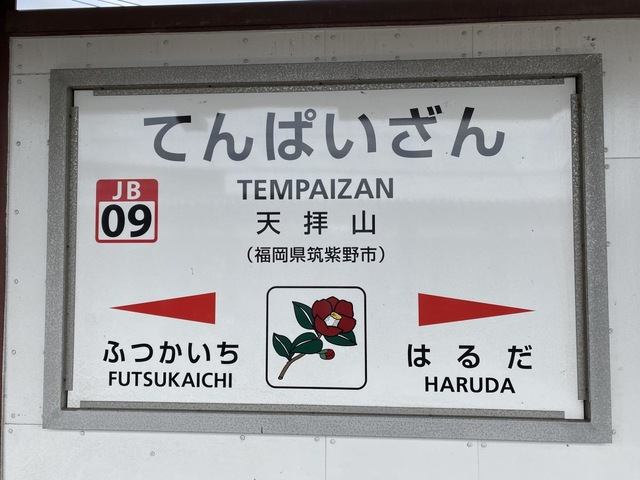 てんぱいざん
JB
09
TEMPAIZAN
天拝山
(福岡県筑紫野市)
ふつかいち
FUTSUKAICHI
はるだ
HARUDA